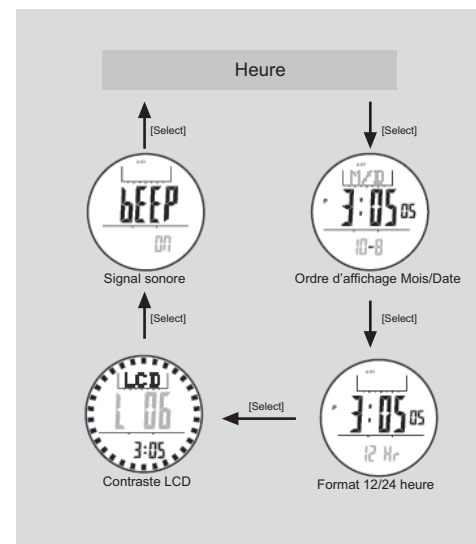 Heure
[Select]
[Select]
bEEP
on
M/D
P 3:05 05
10-8
Signal sonore
Ordre d'affichage Mois/Date
[Select]
[Select]
LCD
L 06
3:05
[Select]
P 3:05 05
12 Hr
Contraste LCD
Format 12/24 heure